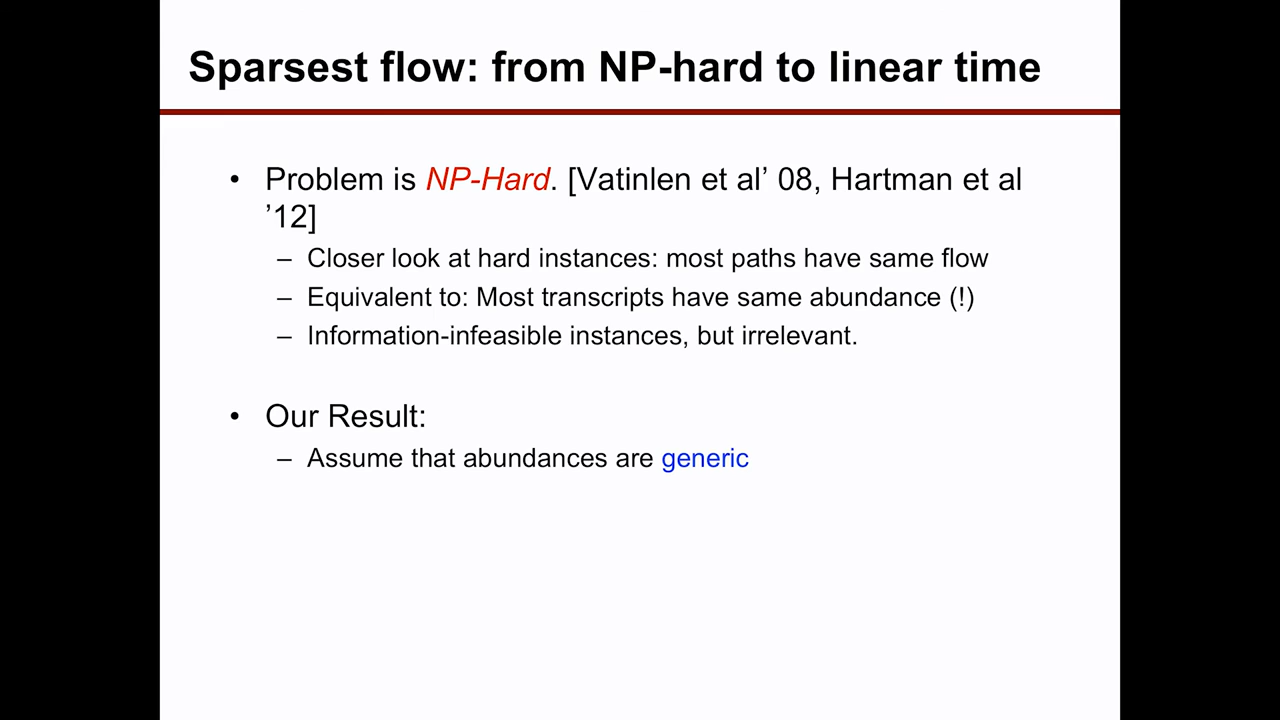 Sparsest flow: from NP-hard to linear time
• Problem is NP-Hard. [Vatinlen et al’ 08, Hartman et al
’12]
– Closer look at hard instances: most paths have same flow
– Equivalent to: Most transcripts have same abundance (!)
– Information-infeasible instances, but irrelevant.
• Our Result:
– Assume that abundances are generic